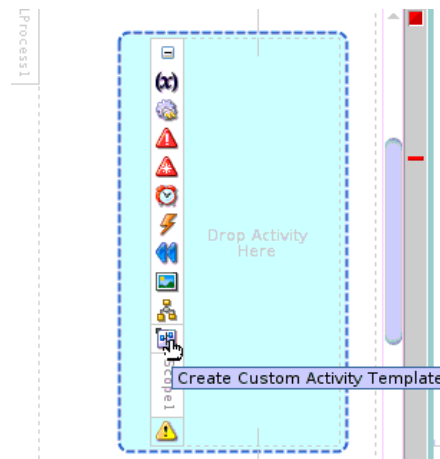 LProcess1
(x)
Drop Activity
Here
Scope1
Create Custom Activity Template